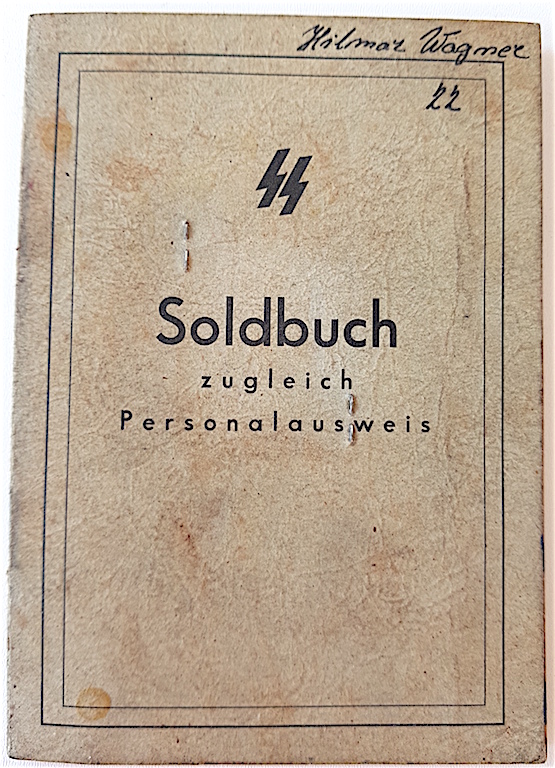 Hilmar Wagner
22
Soldbuch
zugleich
Personalausweis